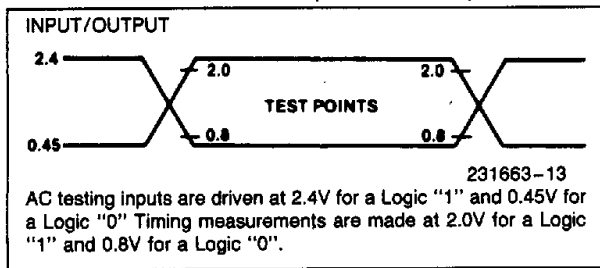 INPUT/OUTPUT
2.4
2.0
2.0
TEST POINTS
0.8
0.8
0.45
231663–13
AC testing inputs are driven at 2.4V for a Logic "1" and 0.45V for
a Logic "0" Timing measurements are made at 2.0V for a Logic
"1" and 0.8V for a Logic "0".